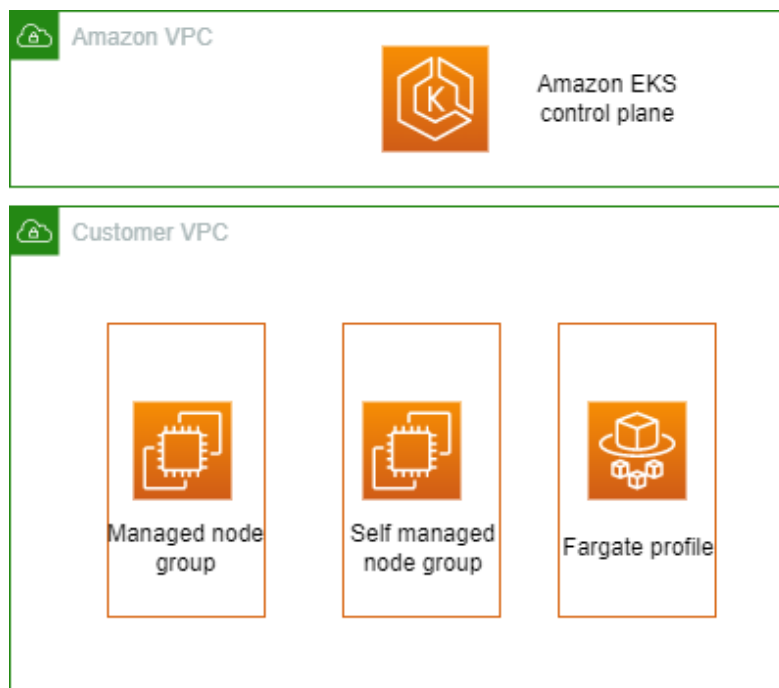 Amazon VPC
K
Amazon EKS
control plane
Customer VPC
Managed node
group
Self managed
node group
Fargate profile